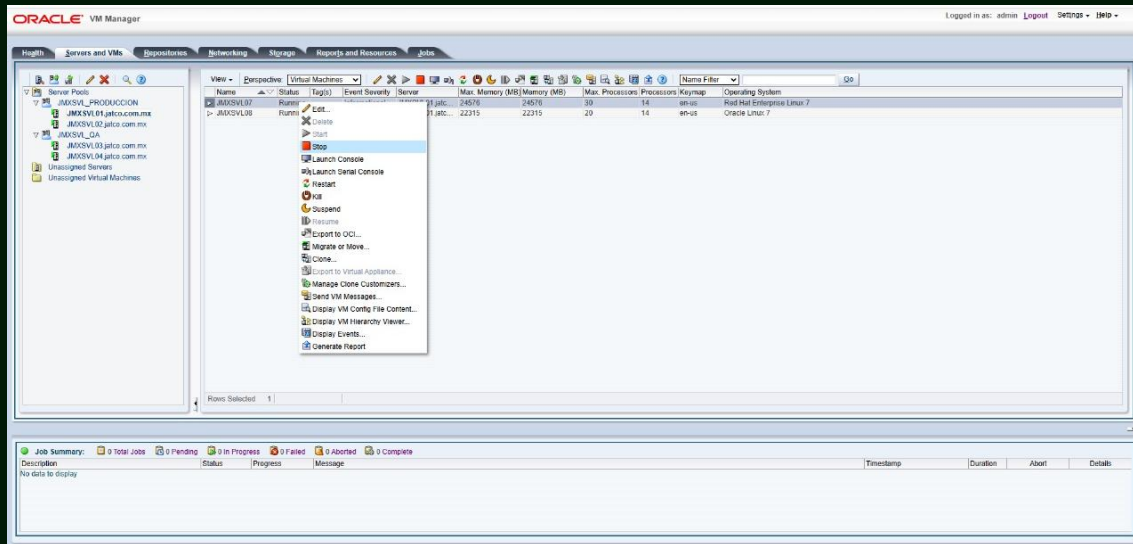 ORACLE VM Manager
Logged in as: admin Logout Settings Help
Health Servers and VMs Repositories Networking Storage Reports and Resources Jobs
View Perspective: Virtual Machines Name Filter Go
Server Pools
JMXSVL_PRODUCCION
JMXSVL01.jatco.com.mx
JMXSVL02.jatco.com.mx
JMXSVL_QA
JMXSVL03.jatco.com.mx
JMXSVL04.jatco.com.mx
Unassigned Servers
Unassigned Virtual Machines
Name Status Tag(s) Event Severity Server Max. Memory (MB) Memory (MB) Max. Processors Processors Keymap Operating System
JMXSVL07 Runni 24576 24576 30 14 en-us Red Hat Enterprise Linux 7
JMXSVL08 Runni 22315 22315 20 14 en-us Oracle Linux 7
Edit...
Delete
Start
Stop
Launch Console
Launch Serial Console
Restart
Kill
Suspend
Resume
Export to OCI...
Migrate or Move...
Clone...
Export to Virtual Appliance...
Manage Clone Customizers...
Send VM Messages...
Display VM Config File Content...
Display VM Hierarchy Viewer...
Display Events...
Generate Report
Rows Selected 1
Job Summary: 0 Total Jobs 0 Pending 0 In Progress 0 Failed 0 Aborted 0 Complete
Description Status Progress Message Timestamp Duration Abort Details
No data to display